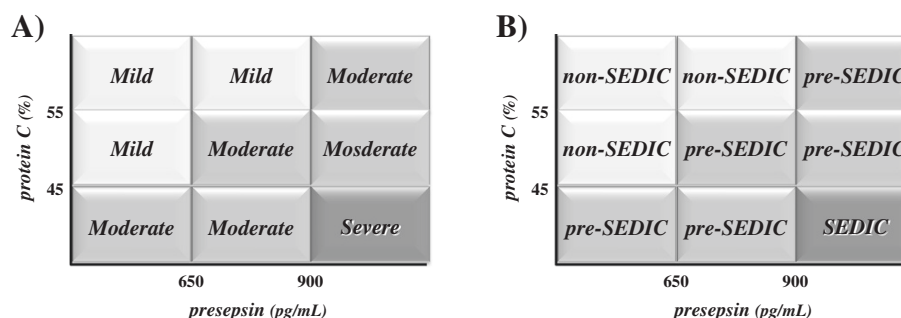 A)
Mild Mild Moderate
55
Mild Moderate Mosderate
45
Moderate Moderate Severe
650 900
protein C (%)
presepsin (pg/mL)
B)
non-SEDIC non-SEDIC pre-SEDIC
55
non-SEDIC pre-SEDIC pre-SEDIC
45
pre-SEDIC pre-SEDIC SEDIC
650 900
protein C (%)
presepsin (pg/mL)